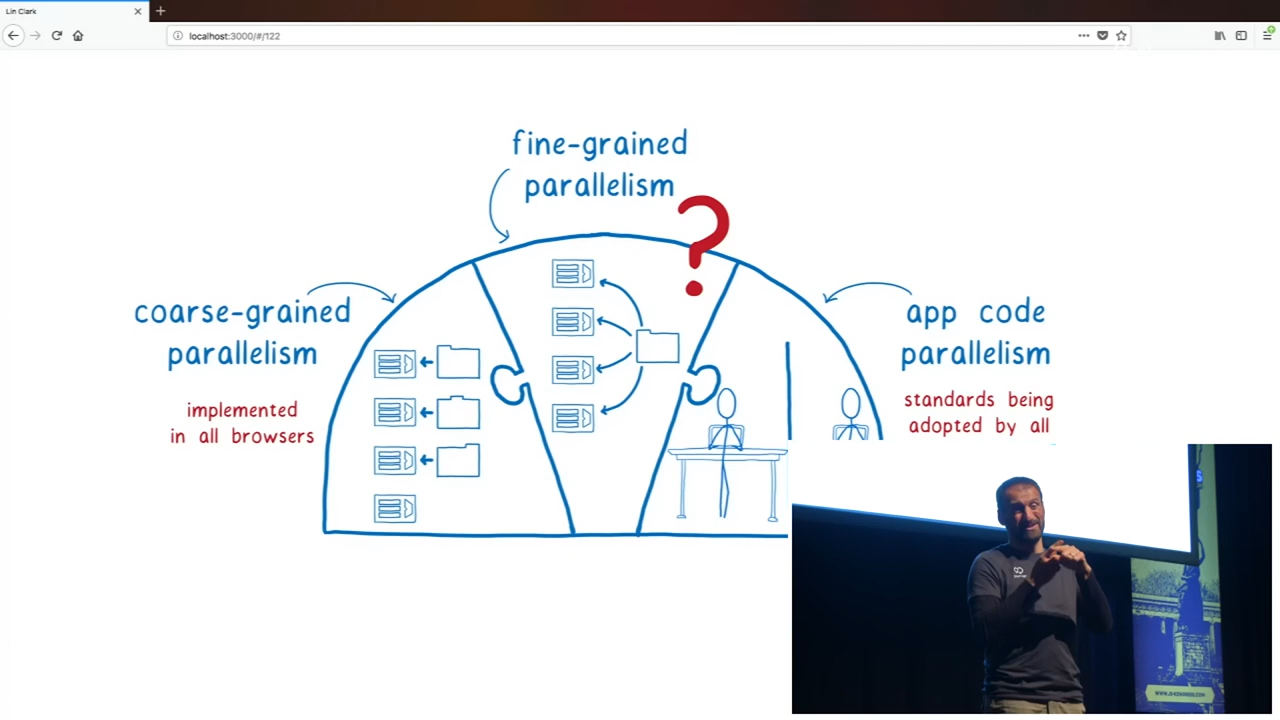 Lin Clark
localhost:3000/#/122
fine-grained
parallelism
?
coarse-grained
parallelism
implemented
in all browsers
app code
parallelism
standards being
adopted by all